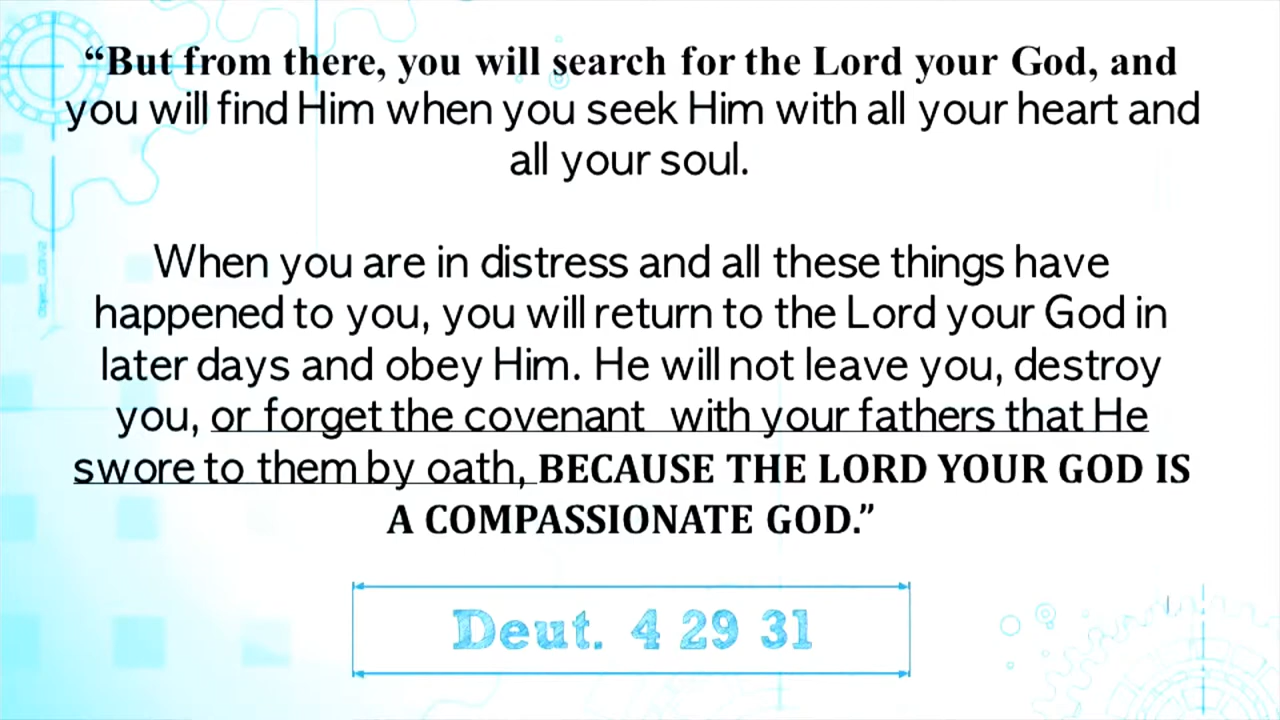 “But from there, you will search for the Lord your God, and
you will find Him when you seek Him with all your heart and
all your soul.
When you are in distress and all these things have
happened to you, you will return to the Lord your God in
later days and obey Him. He will not leave you, destroy
you, or forget the covenant with your fathers that He
swore to them by oath, BECAUSE THE LORD YOUR GOD IS
A COMPASSIONATE GOD.”
Deut. 4 29 31